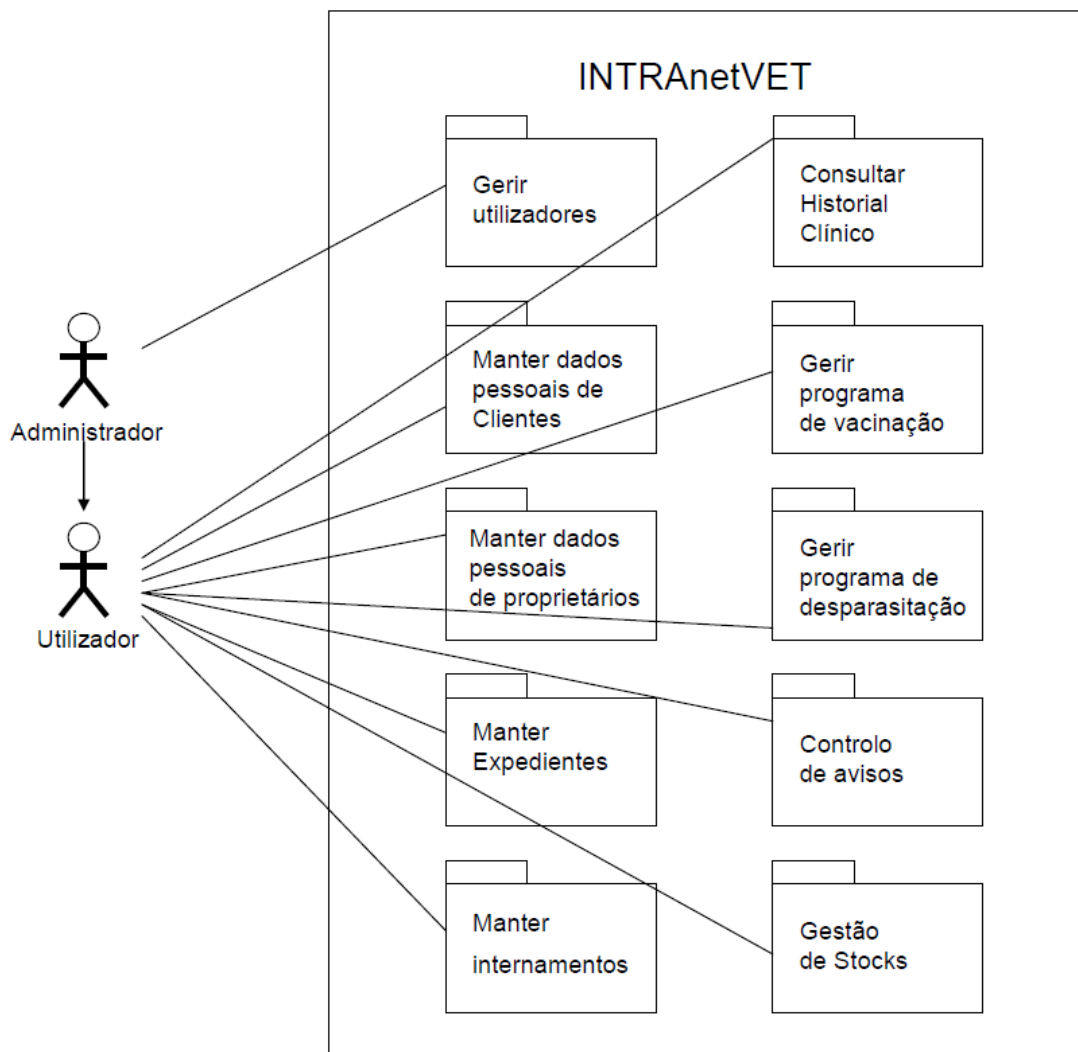 INTRAnetVET
Gerir
utilizadores
Consultar
Historial
Clínico
Administrador
Manter dados
pessoais de
Clientes
Gerir
programa
de vacinação
Utilizador
Manter dados
pessoais
de proprietários
Gerir
programa de
desparasitação
Manter
Expedientes
Controlo
de avisos
Manter
internamentos
Gestão
de Stocks